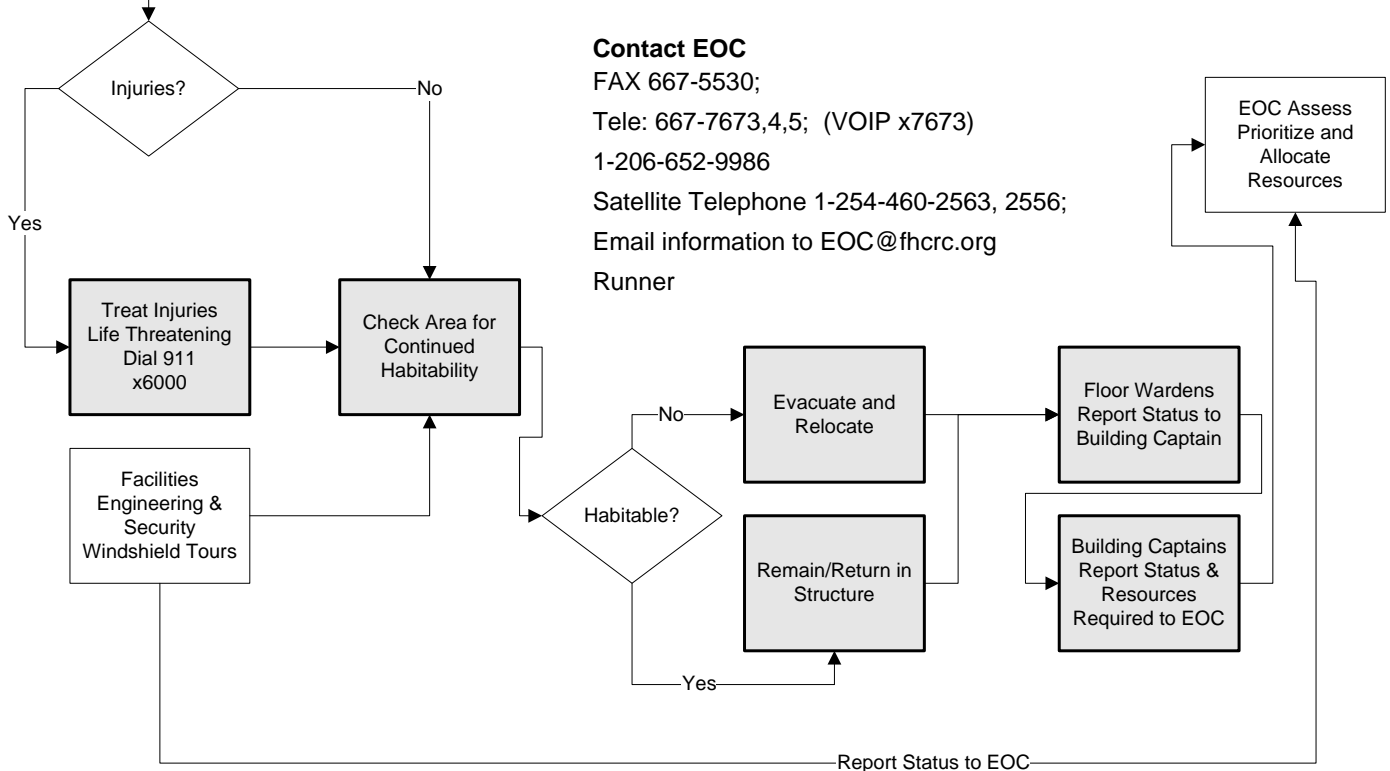 Injuries?
No
Yes
Contact EOC
FAX 667-5530;
Tele: 667-7673,4,5;  (VOIP x7673)
1-206-652-9986
Satellite Telephone 1-254-460-2563, 2556;
Email information to EOC@fhcrc.org
Runner
EOC Assess
Prioritize and
Allocate
Resources
Treat Injuries
Life Threatening
Dial 911
x6000
Check Area for
Continued
Habitability
Facilities
Engineering &
Security
Windshield Tours
Habitable?
No
Evacuate and
Relocate
Yes
Remain/Return in
Structure
Floor Wardens
Report Status to
Building Captain
Building Captains
Report Status &
Resources
Required to EOC
Report Status to EOC